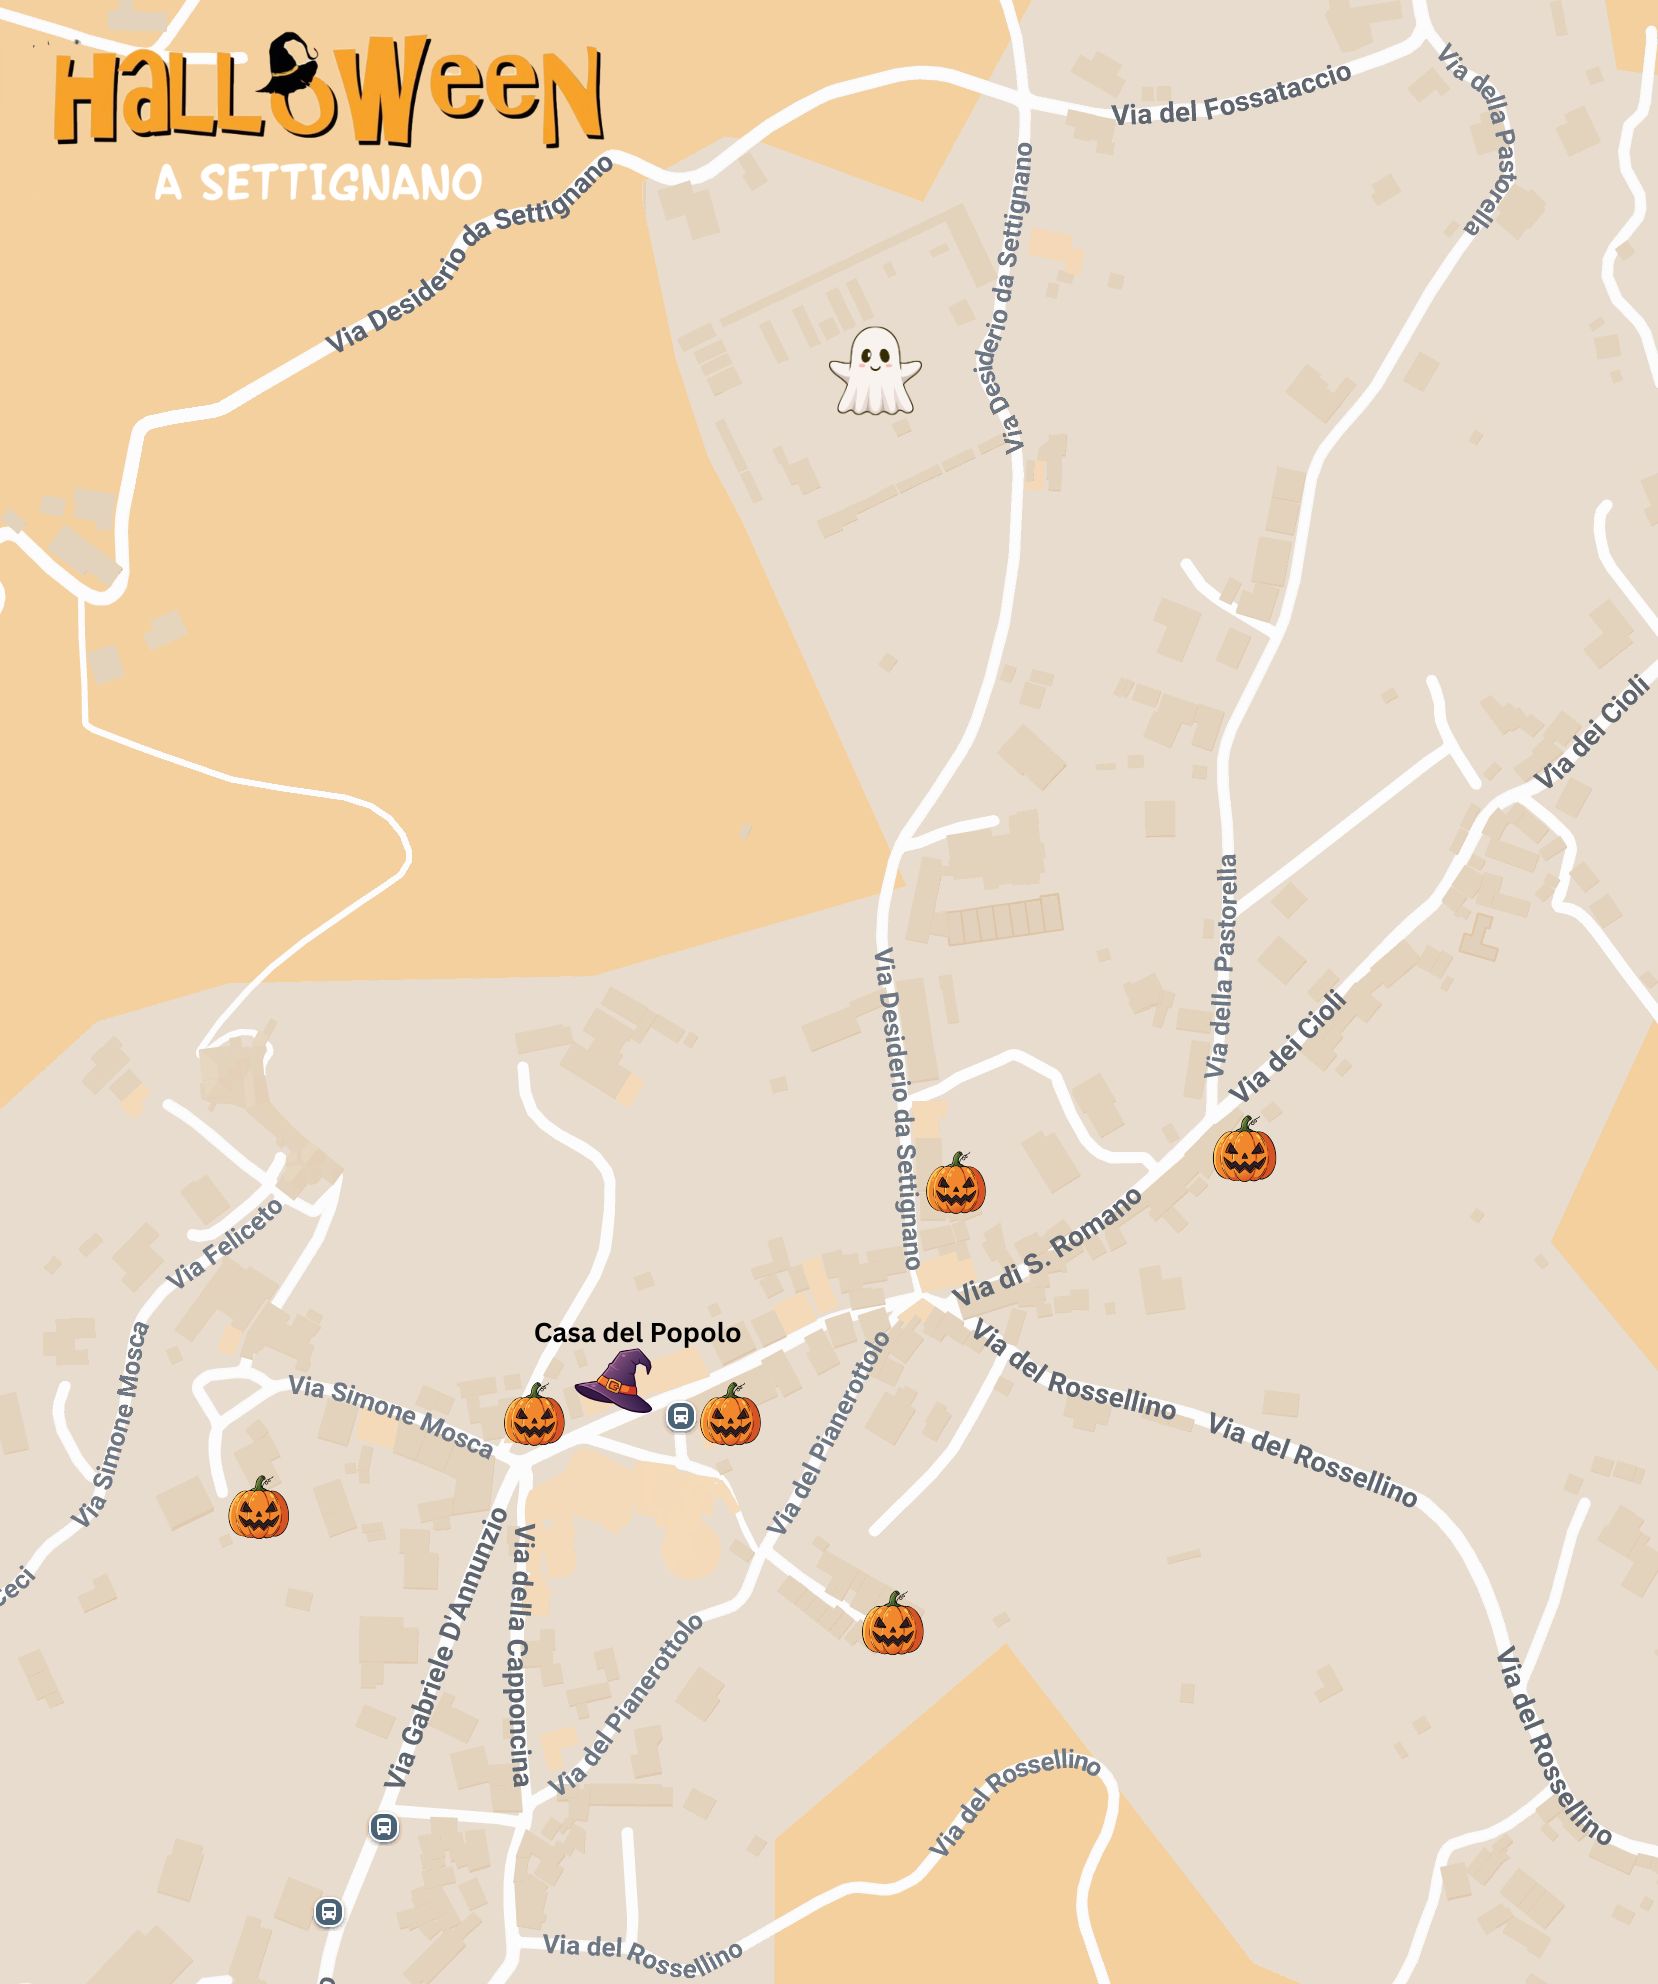 HALLOWEEN
A SETTIGNANO
Via del Fossataccio
Via della Pastorella
Via Desiderio da Settignano
Via Desiderio da Settignano
Via dei Cioli
Via della Pastorella
Via Desiderio da Settignano
Via dei Cioli
Via di S. Romano
Via Feliceto
Via Simone Mosca
Casa del Popolo
Via Simone Mosca
Via del Pianerottolo
Via del Rossellino
Via del Rossellino
Via Gabriele D'Annunzio
Via della Capponcina
Via del Pianerottolo
Via del Rossellino
Via del Rossellino
Via del Rossellino